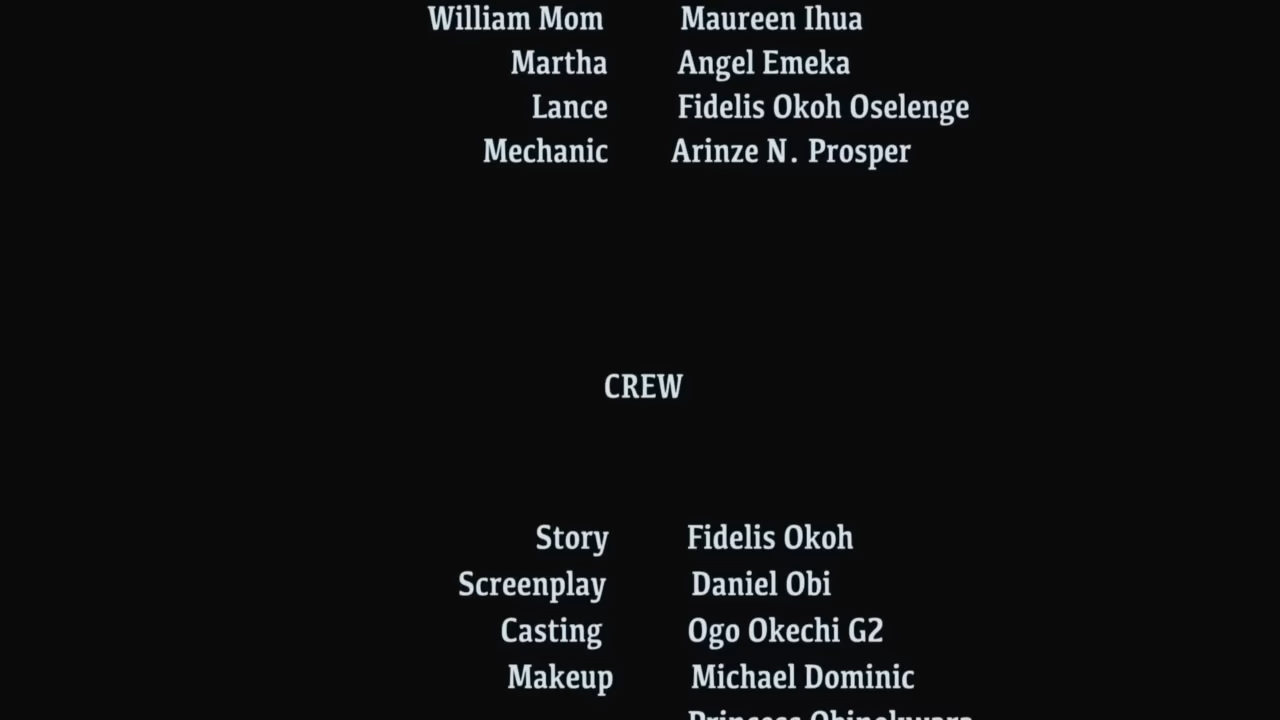 William Mom Maureen Ihua
Martha Angel Emeka
Lance Fidelis Okoh Oselenge
Mechanic Arinze N. Prosper
CREW
Story Fidelis Okoh
Screenplay Daniel Obi
Casting Ogo Okechi G2
Makeup Michael Dominic
Princess